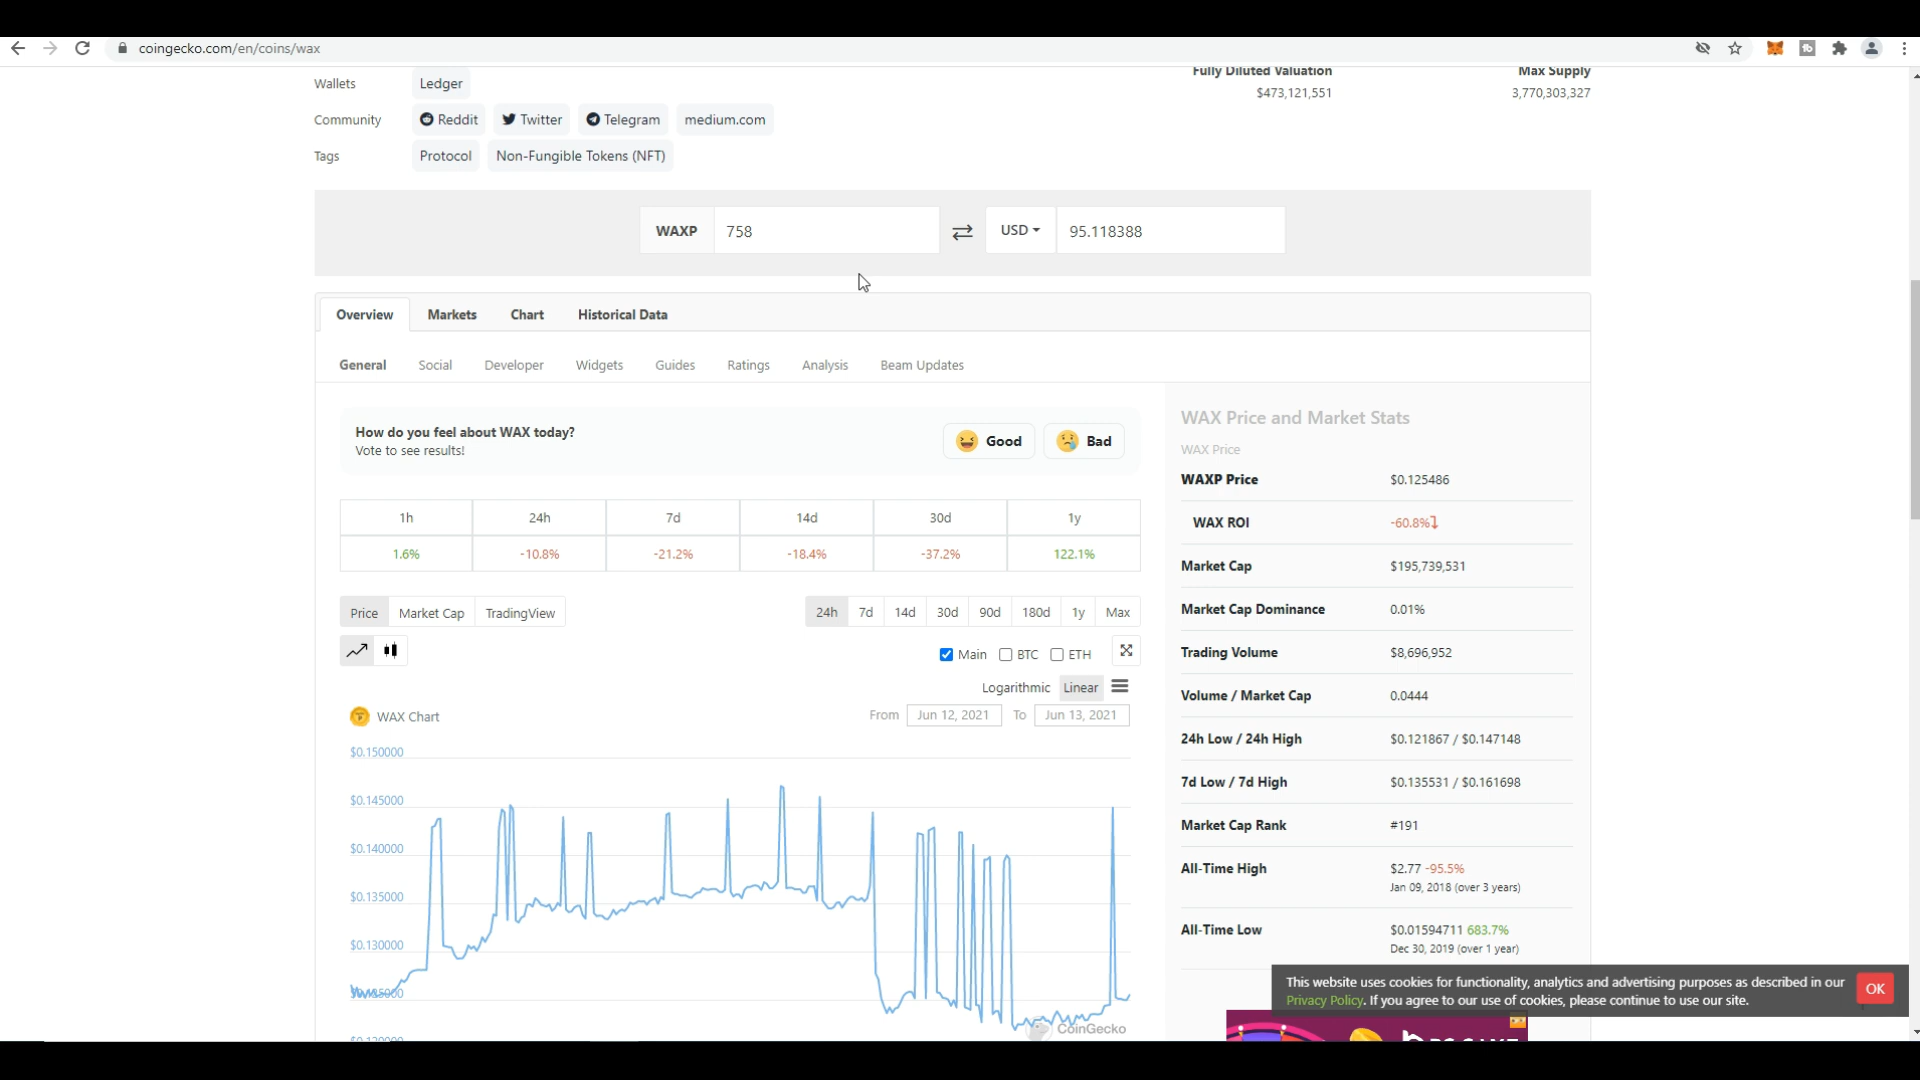 coingecko.com/en/coins/wax
Wallets Ledger
Fully Diluted Valuation Max Supply
$473,121,551 3,770,303,327
Community Reddit Twitter Telegram medium.com
Tags Protocol Non-Fungible Tokens (NFT)
WAXP 758 USD 95.118388
Overview Markets Chart Historical Data
General Social Developer Widgets Guides Ratings Analysis Beam Updates
How do you feel about WAX today?
Vote to see results!
Good Bad
1h 24h 7d 14d 30d 1y
1.6% -10.8% -21.2% -18.4% -37.2% 122.1%
Price Market Cap TradingView
24h 7d 14d 30d 90d 180d 1y Max
Main BTC ETH
Logarithmic Linear
WAX Chart
From Jun 12, 2021 To Jun 13, 2021
$0.150000
$0.145000
$0.140000
$0.135000
$0.130000
$0.125000
CoinGecko
WAX Price and Market Stats
WAX Price
WAXP Price $0.125486
WAX ROI -60.8%
Market Cap $195,739,531
Market Cap Dominance 0.01%
Trading Volume $8,696,952
Volume / Market Cap 0.0444
24h Low / 24h High $0.121867 / $0.147148
7d Low / 7d High $0.135531 / $0.161698
Market Cap Rank #191
All-Time High $2.77 -95.5%
Jan 09, 2018 (over 3 years)
All-Time Low $0.01594711 683.7%
Dec 30, 2019 (over 1 year)
This website uses cookies for functionality, analytics and advertising purposes as described in our
Privacy Policy. If you agree to our use of cookies, please continue to use our site.
OK